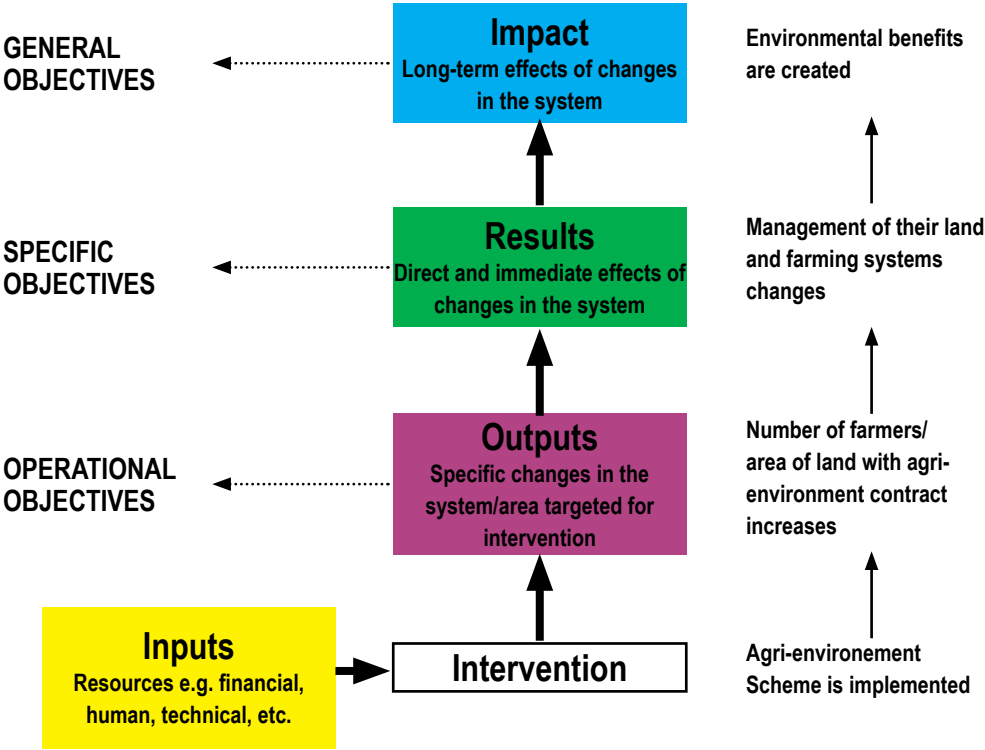 GENERAL
OBJECTIVES
Impact
Long-term effects of changes
in the system
Environmental benefits
are created
SPECIFIC
OBJECTIVES
Results
Direct and immediate effects of
changes in the system
Management of their land
and farming systems
changes
OPERATIONAL
OBJECTIVES
Outputs
Specific changes in the
system/area targeted for
intervention
Number of farmers/
area of land with agri-
environment contract
increases
Inputs
Resources e.g. financial,
human, technical, etc.
Intervention
Agri-environement
Scheme is implemented